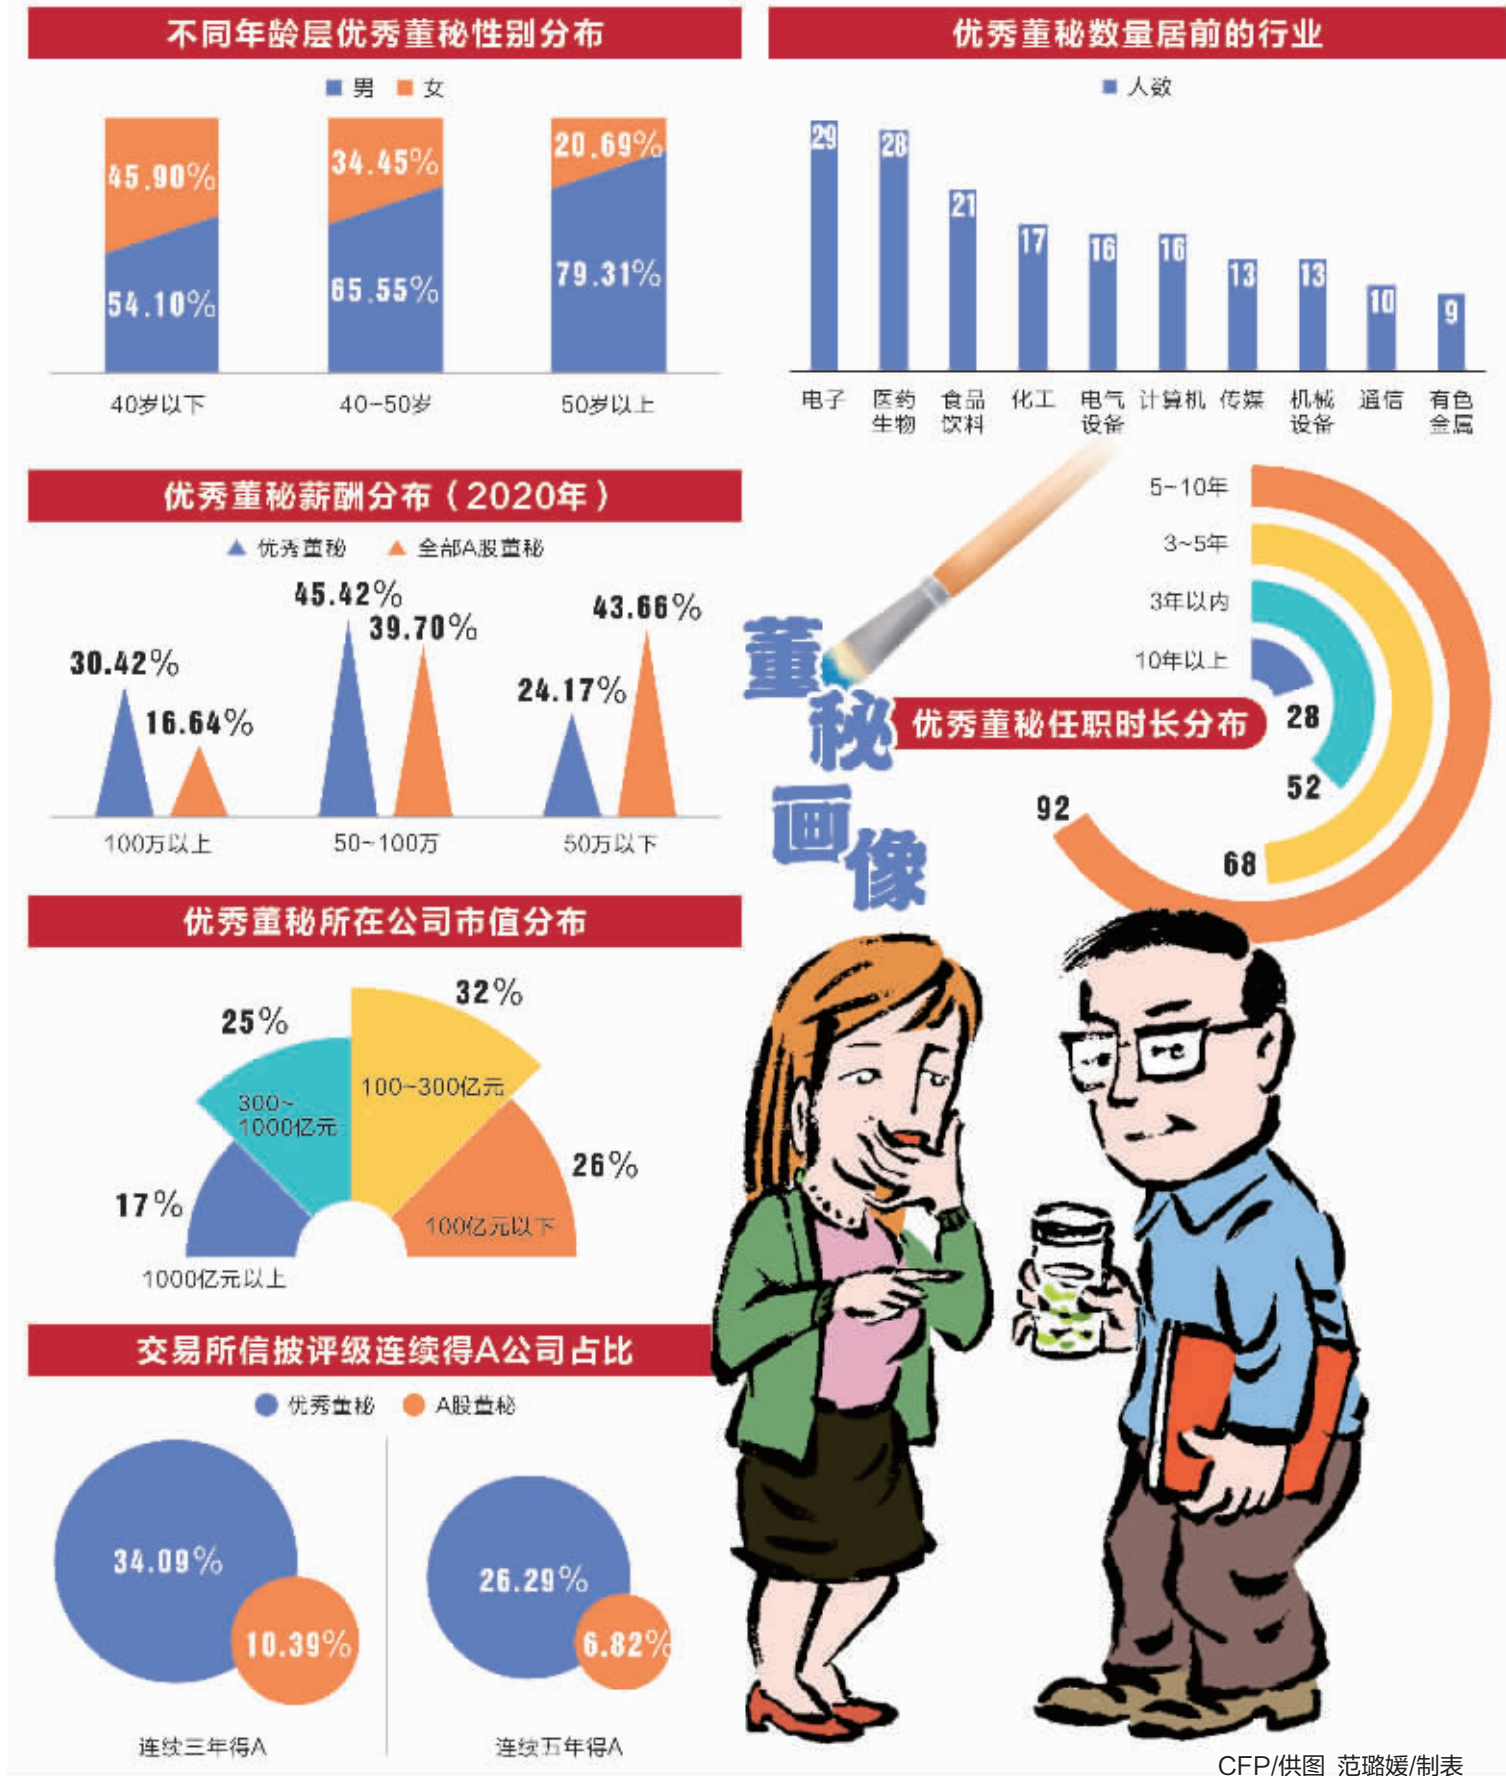 不同年龄层优秀董秘性别分布
男 女
45.90% 34.45% 20.69%
54.10% 65.55% 79.31%
40岁以下 40~50岁 50岁以上
优秀董秘数量居前的行业
人数
29 28 21 17 16 16 13 13 10 9
电子 医药 食品 化工 电气 计算机 传媒 机械 通信 有色
生物 饮料 设备 设备 金属
优秀董秘薪酬分布（2020年）
优秀董秘 全部A股董秘
30.42% 16.64% 45.42% 39.70% 24.17% 43.66%
100万以上 50~100万 50万以下
5~10年
3~5年
3年以内
10年以上
董秘画像
优秀董秘任职时长分布
28
52
68
92
优秀董秘所在公司市值分布
32%
25%
100~300亿元
300~
1000亿元
26%
17%
100亿元以下
1000亿元以上
交易所信披评级连续得A公司占比
优秀董秘 A股董秘
34.09% 26.29%
10.39% 6.82%
连续三年得A 连续五年得A
CFP/供图 范璐媛/制表